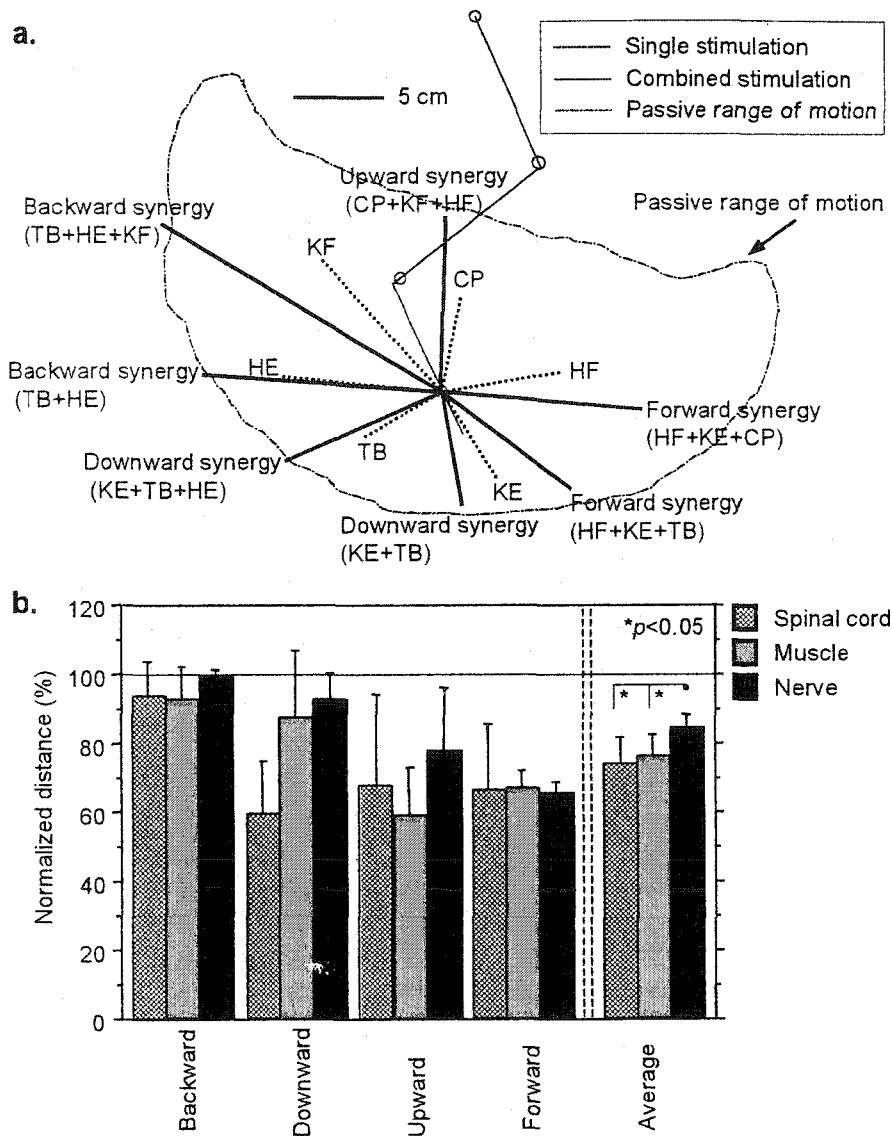 a.
Single stimulation
Combined stimulation
Passive range of motion
5 cm
Upward synergy
(CP+KF+HF)
Backward synergy
(TB+HE+KF)
Passive range of motion
KF
CP
Backward synergy
(TB+HE)
HE
HF
Forward synergy
(HF+KE+CP)
Downward synergy
(KE+TB+HE)
TB
KE
Forward synergy
(HF+KE+TB)
Downward synergy
(KE+TB)
b.
120
100
80
60
40
20
0
Normalized distance (%)
*p<0.05
* *
Spinal cord
Muscle
Nerve
Backward
Downward
Upward
Forward
Average